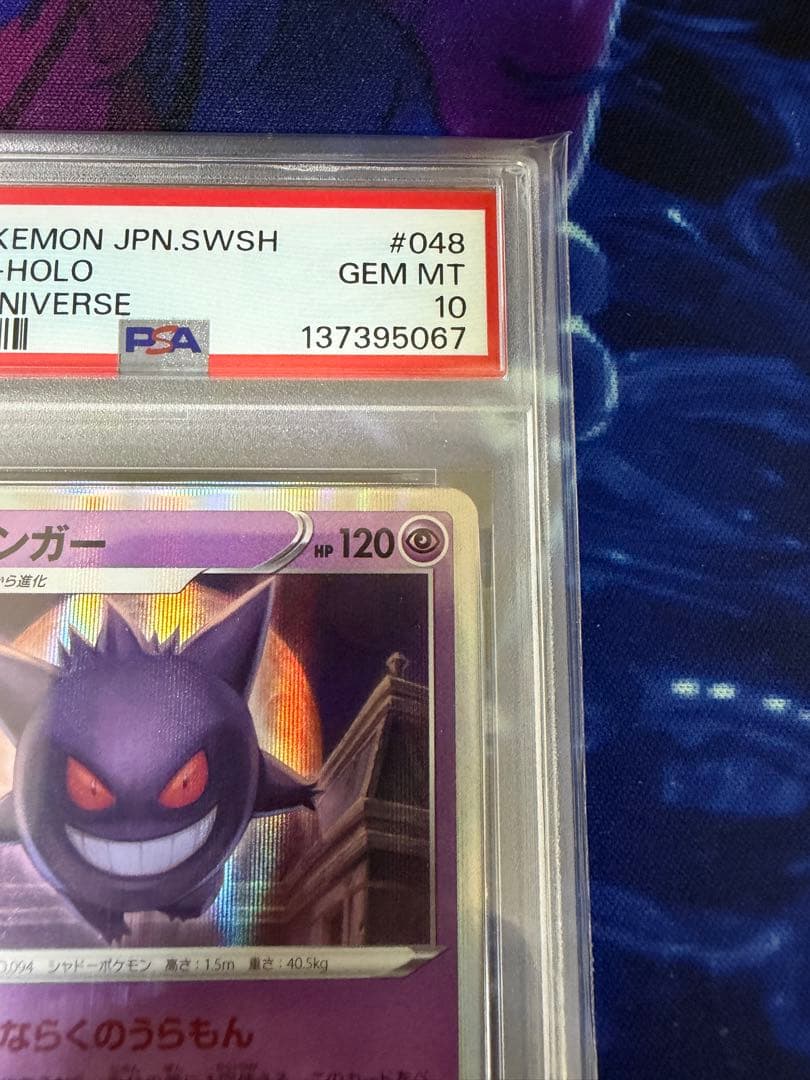 KEMON JPN.SWSH #048
-HOLO GEM MT
NIVERSE 10
PSA 137395067
ンガー HP 120
から進化
0.094 シャドーポケモン 高さ:1.5m 重さ:40.5kg
ならくのうらもん